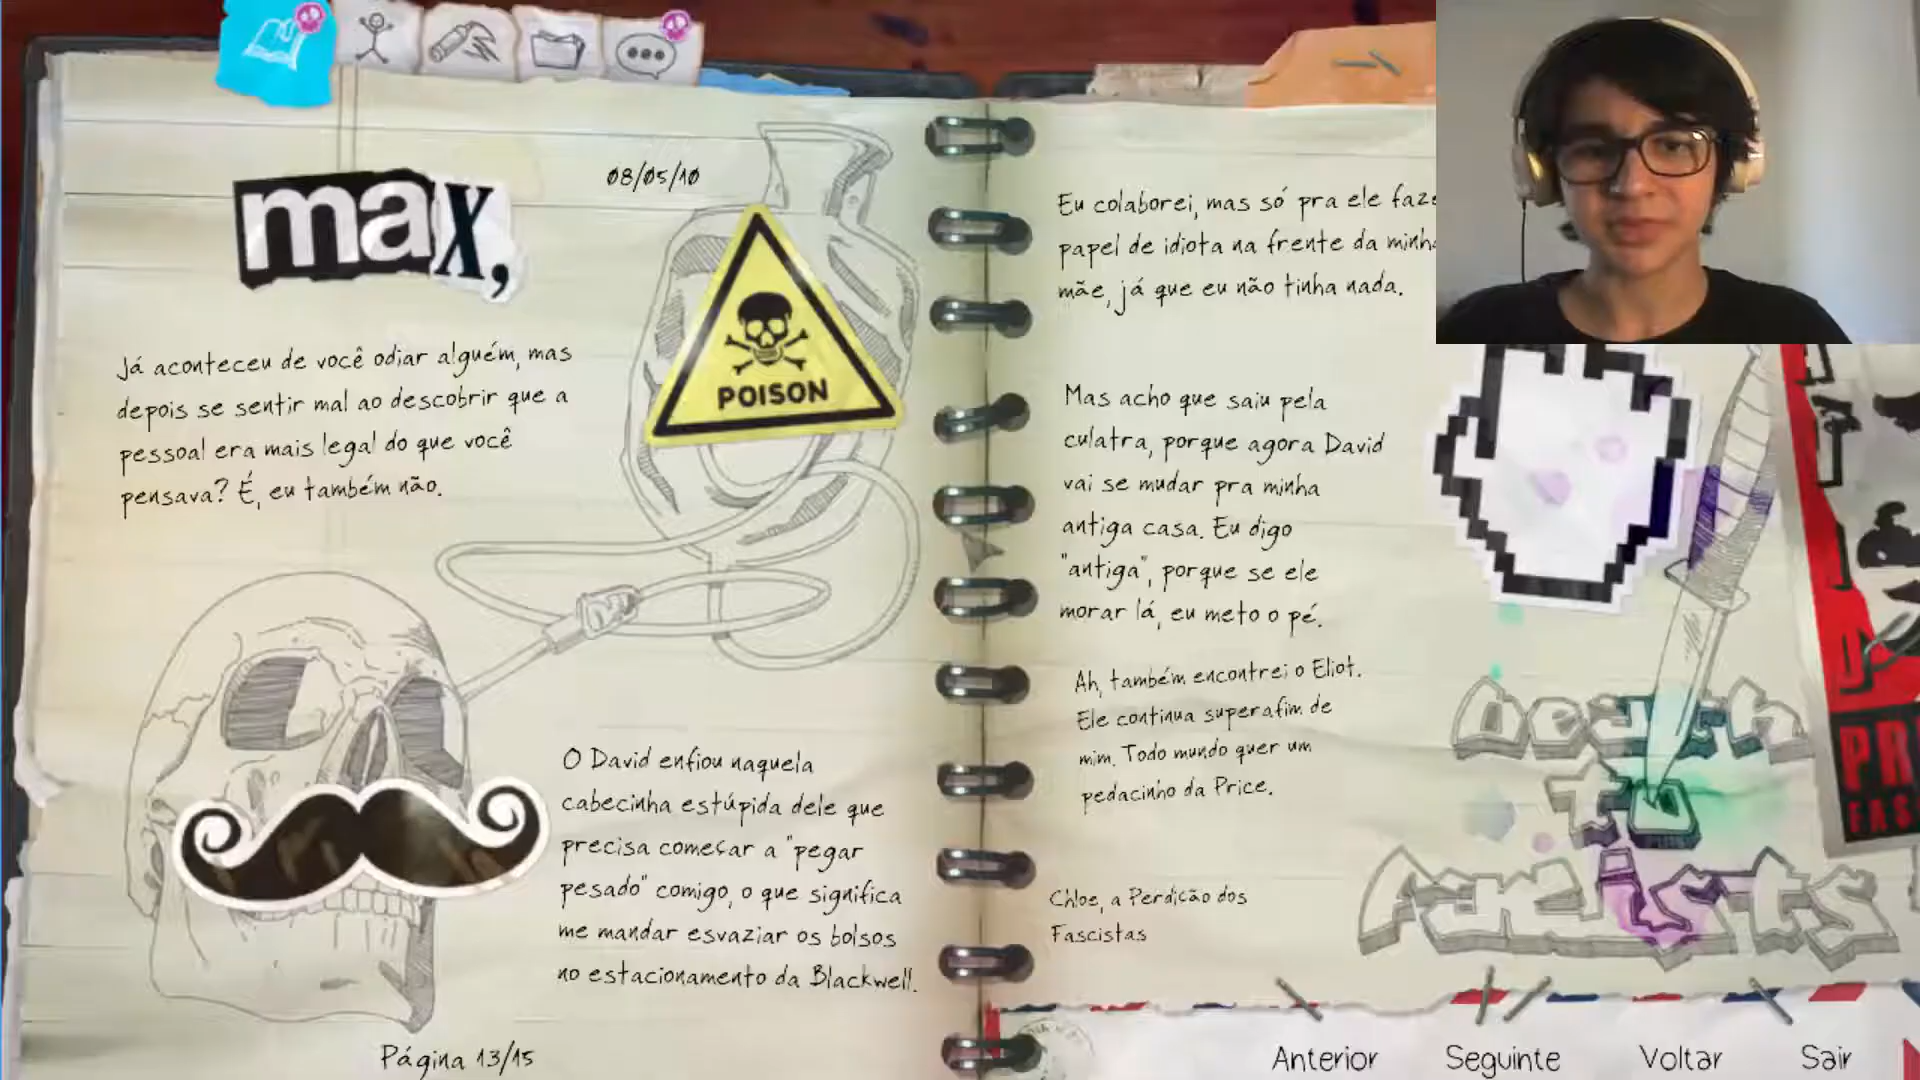 max,
08/05/10
Já aconteceu de você odiar alguém, mas
depois se sentir mal ao descobrir que a
pessoal era mais legal do que você
pensava? É, eu também não.
POISON
O David enfiou naquela
cabecinha estúpida dele que
precisa começar a "pegar
pesado" comigo, o que significa
me mandar esvaziar os bolsos
no estacionamento da Blackwell.
Página 13/15
Eu colaborei, mas só pra ele faze
papel de idiota na frente da minha
mãe, já que eu não tinha nada.
Mas acho que saiu pela
culatra, porque agora David
vai se mudar pra minha
antiga casa. Eu digo
"antiga", porque se ele
morar lá, eu meto o pé.
Ah, também encontrei o Eliot.
Ele continua superafim de
mim. Todo mundo quer um
pedacinho da Price.
Chloe, a Perdição dos
Fascistas
PR
FAS
Anterior
Seguinte
Voltar
Sair